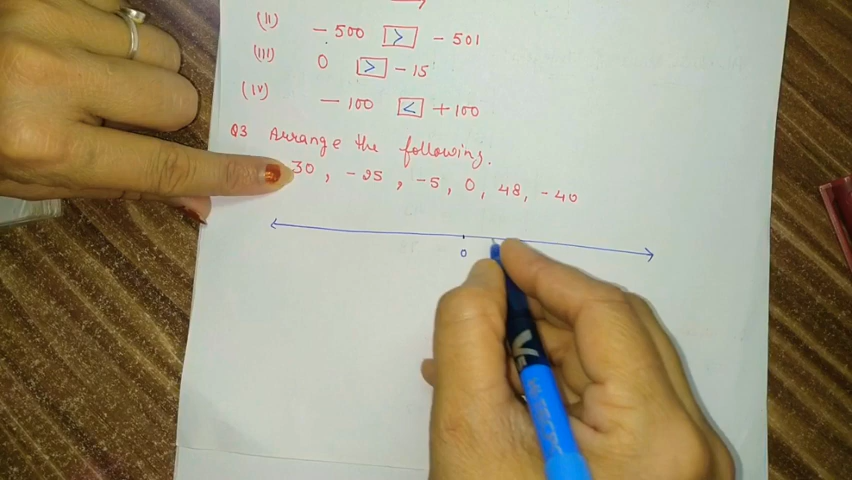 (II) - 500 > - 501
(III) 0 > - 15
(IV) - 100 < + 100
Q3 Arrange the following.
30, - 25, - 5, 0, 48, - 40
0